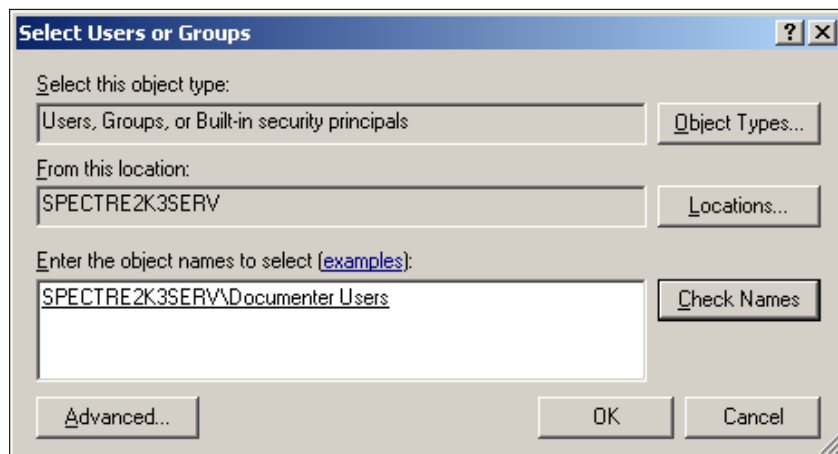 Select Users or Groups
Select this object type:
Users, Groups, or Built-in security principals
Object Types...
From this location:
SPECTRE2K3SERV
Locations...
Enter the object names to select (examples):
SPECTRE2K3SERV\Documenter Users
Check Names
Advanced...
OK
Cancel